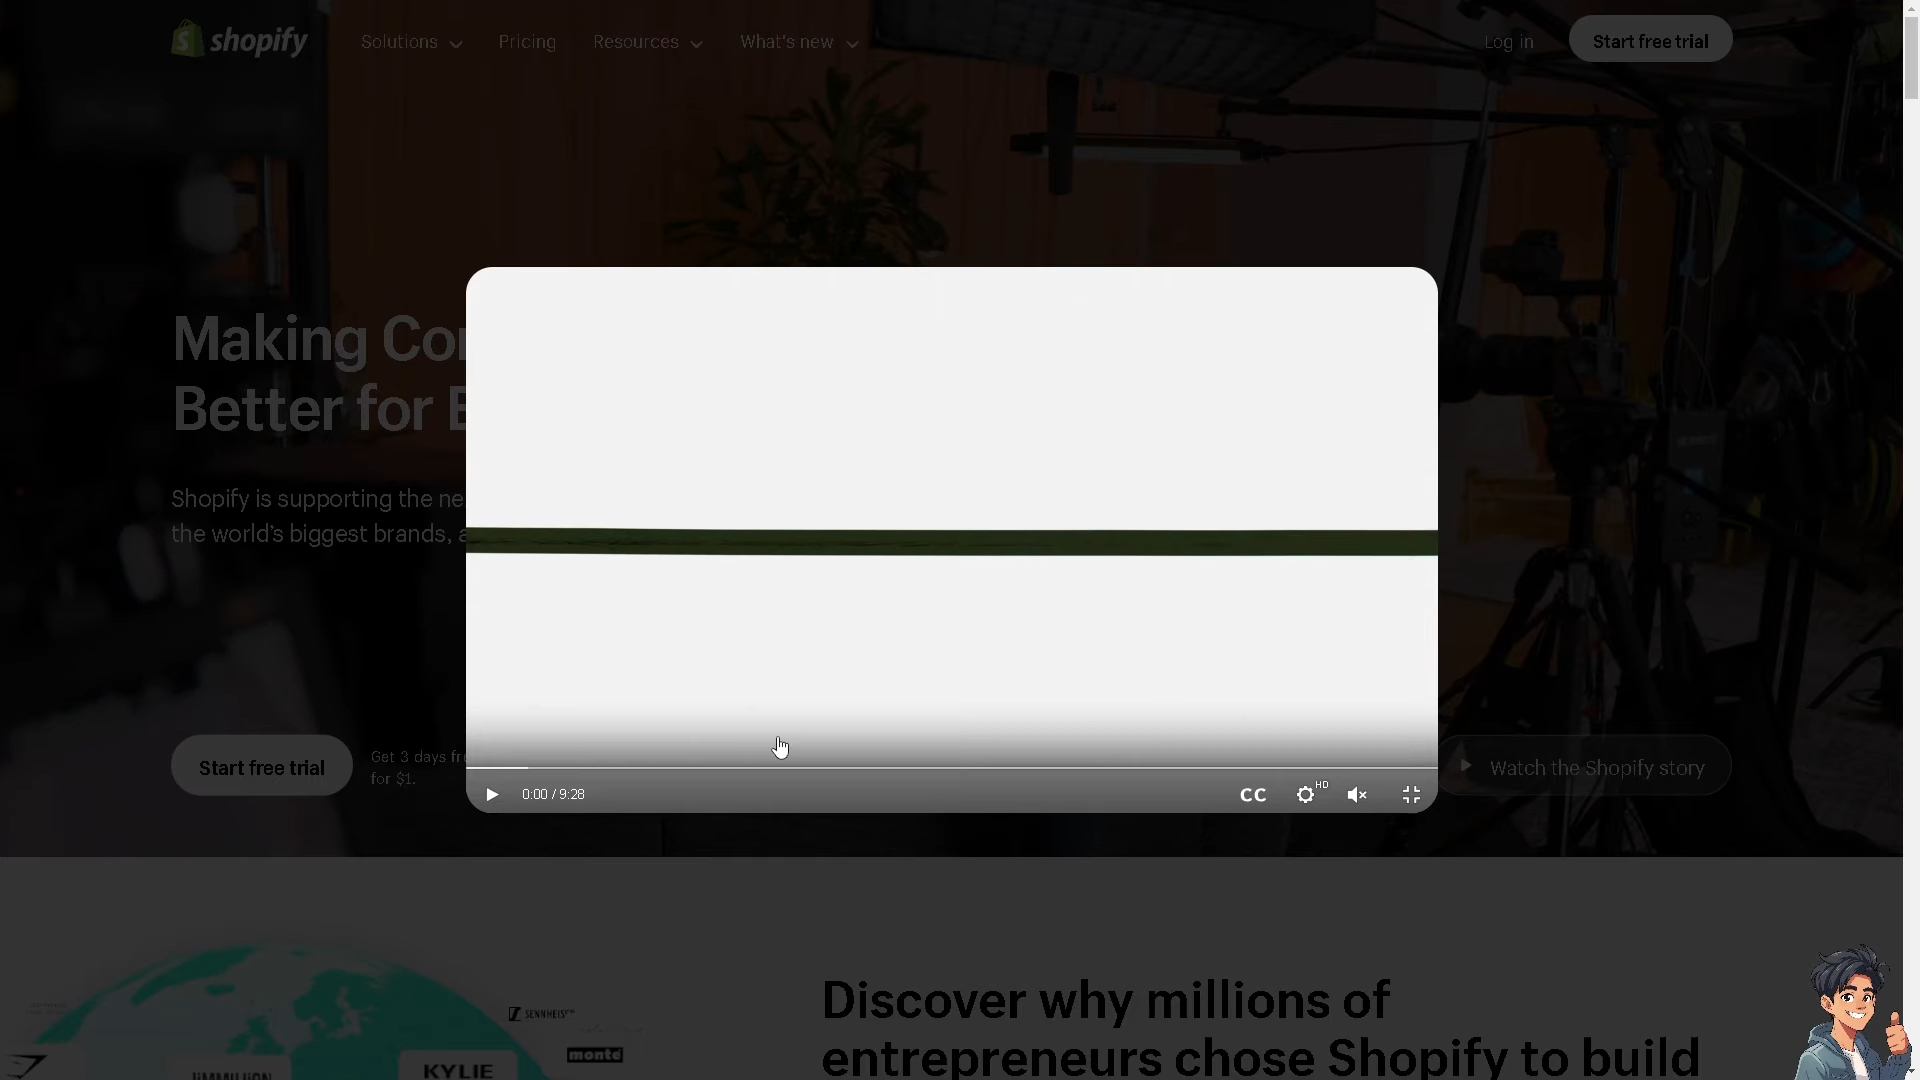 shopify
Solutions
Pricing
Resources
What's new
Log in
Start free trial
Making Co
Better for E
Shopify is supporting the ne
the world's biggest brands, a
Start free trial
Get 3 days fr
for $1.
0:00 / 9:28
CC
HD
Watch the Shopify story
SENNHEIS
monte
KYLIE
Discover why millions of
entrepreneurs chose Shopify to build